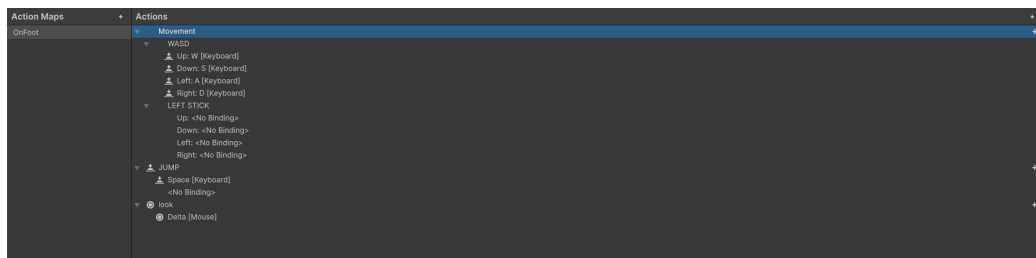 Action Maps +
Actions +
OnFoot
Movement +
WASD
Up: W [Keyboard]
Down: S [Keyboard]
Left: A [Keyboard]
Right: D [Keyboard]
LEFT STICK
Up: <No Binding>
Down: <No Binding>
Left: <No Binding>
Right: <No Binding>
JUMP +
Space [Keyboard]
<No Binding>
look +
Delta [Mouse]